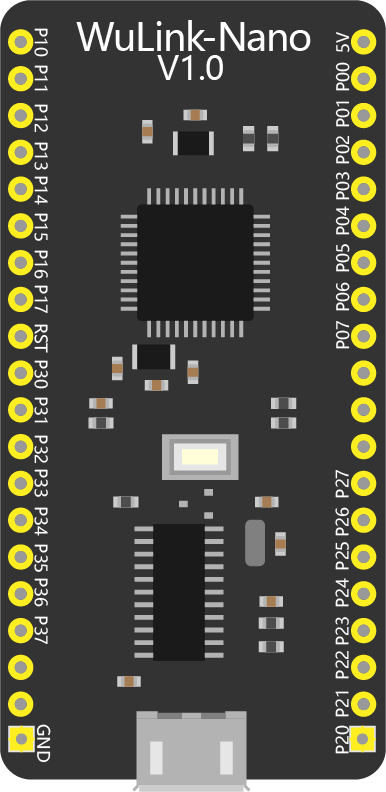 WuLink-Nano
V1.0
P10
P11
P12
P13
P14
P15
P16
P17
RST
P30
P31
P32
P33
P34
P35
P36
P37
GND
5V
P00
P01
P02
P03
P04
P05
P06
P07
P27
P26
P25
P24
P23
P22
P21
P20